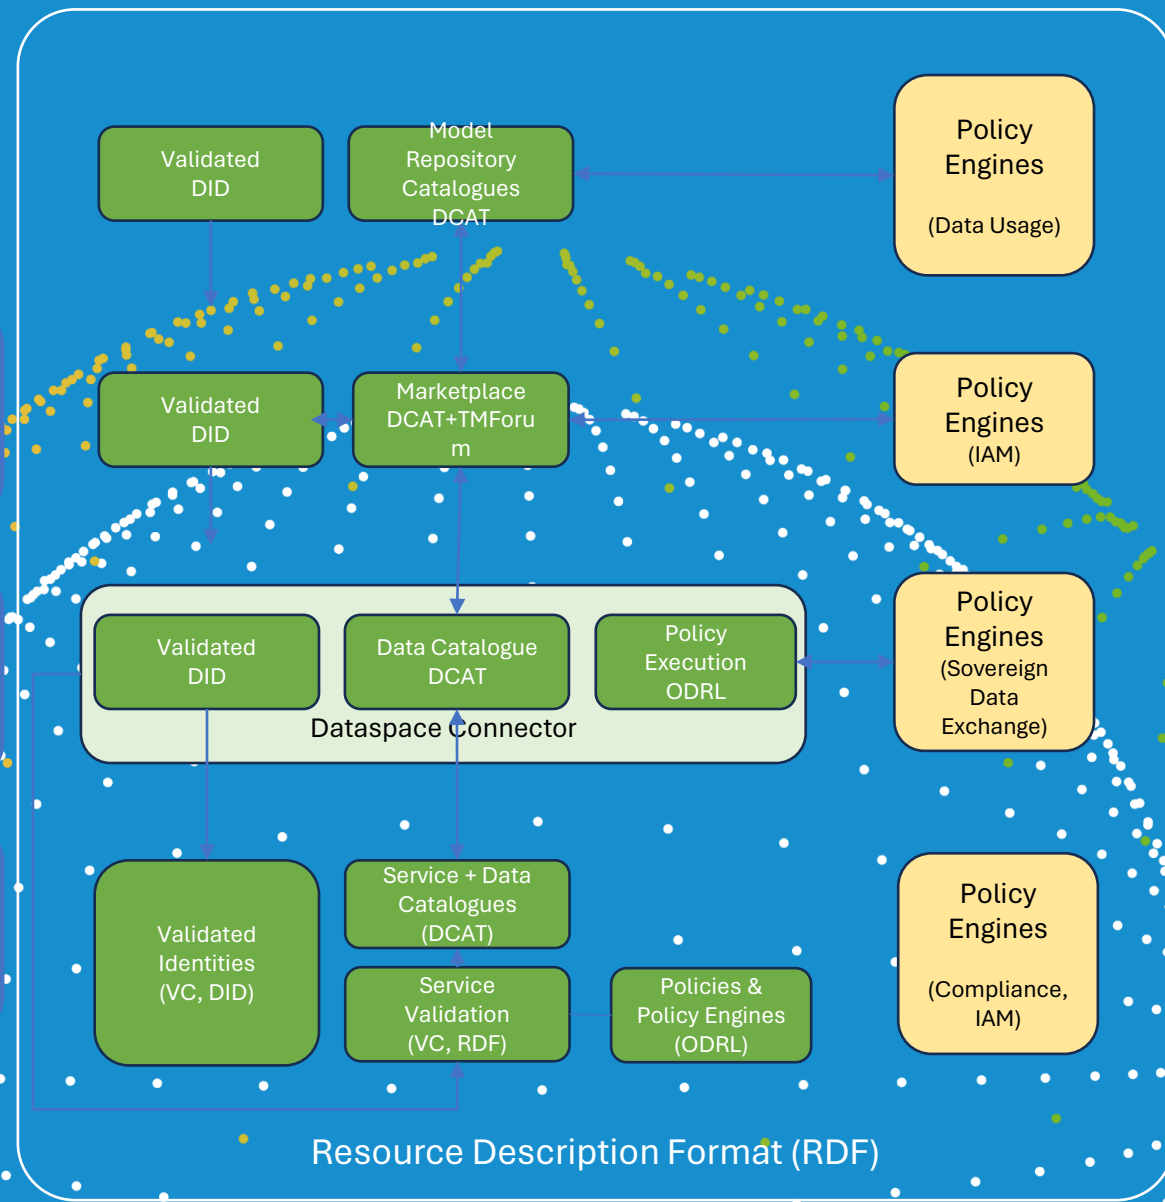 Validated
DID
Model
Repository
Catalogues
DCAT
Policy
Engines
(Data Usage)
Validated
DID
Marketplace
DCAT+TMForu
m
Policy
Engines
(IAM)
Validated
DID
Data Catalogue
DCAT
Policy
Execution
ODRL
Dataspace Connector
Policy
Engines
(Sovereign
Data
Exchange)
Validated
Identities
(VC, DID)
Service + Data
Catalogues
(DCAT)
Service
Validation
(VC, RDF)
Policies &
Policy Engines
(ODRL)
Policy
Engines
(Compliance,
IAM)
Resource Description Format (RDF)